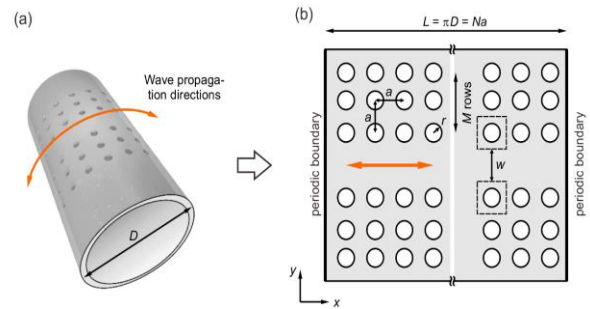 (a)
Wave propaga-
tion directions
D
(b)
L = πD = Na
periodic boundary
a
a
r
M rows
w
periodic boundary
y
x